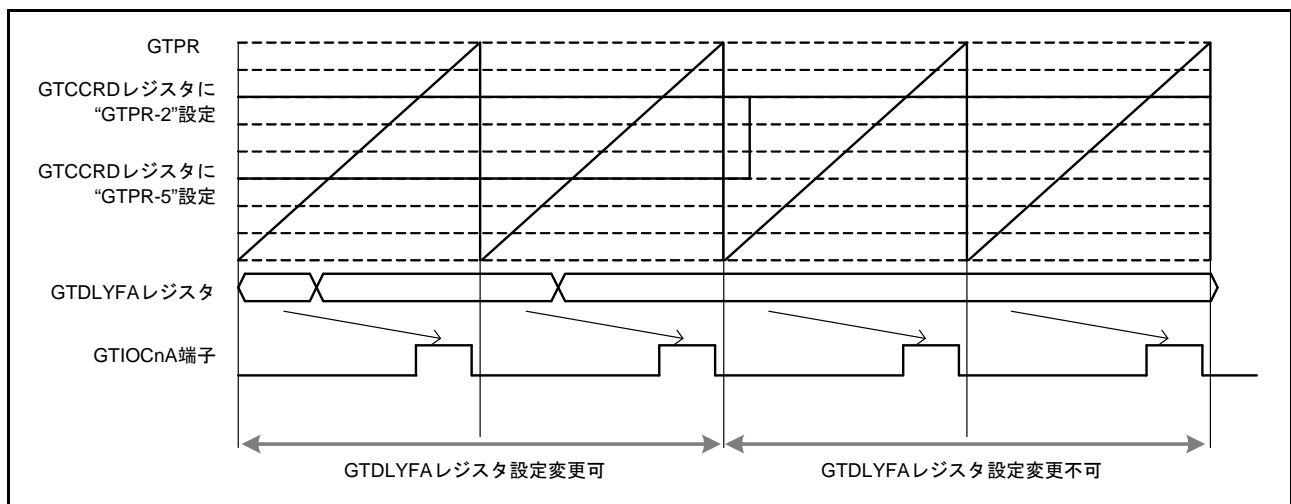 GTPR
GTCCRDレジスタに
“GTPR-2”設定
GTCCRDレジスタに
“GTPR-5”設定
GTDLYFAレジスタ
GTIOCnA端子
GTDLYFAレジスタ設定変更可
GTDLYFAレジスタ設定変更不可